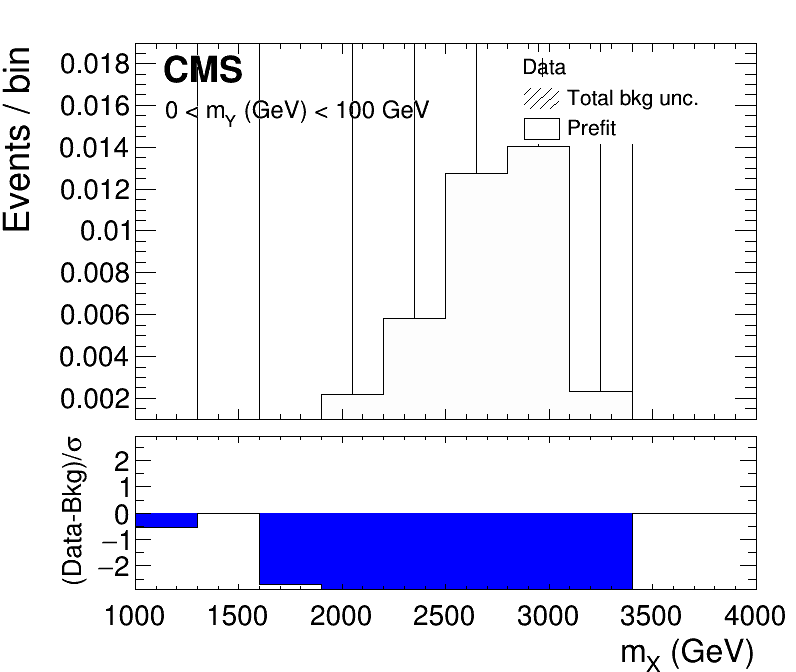 CMS
0 < mY (GeV) < 100 GeV
Data
Total bkg unc.
Prefit
Events / bin
0.018
0.016
0.014
0.012
0.01
0.008
0.006
0.004
0.002
(Data-Bkg)/σ
2
1
0
−1
−2
1000 1500 2000 2500 3000 3500 4000
mX (GeV)